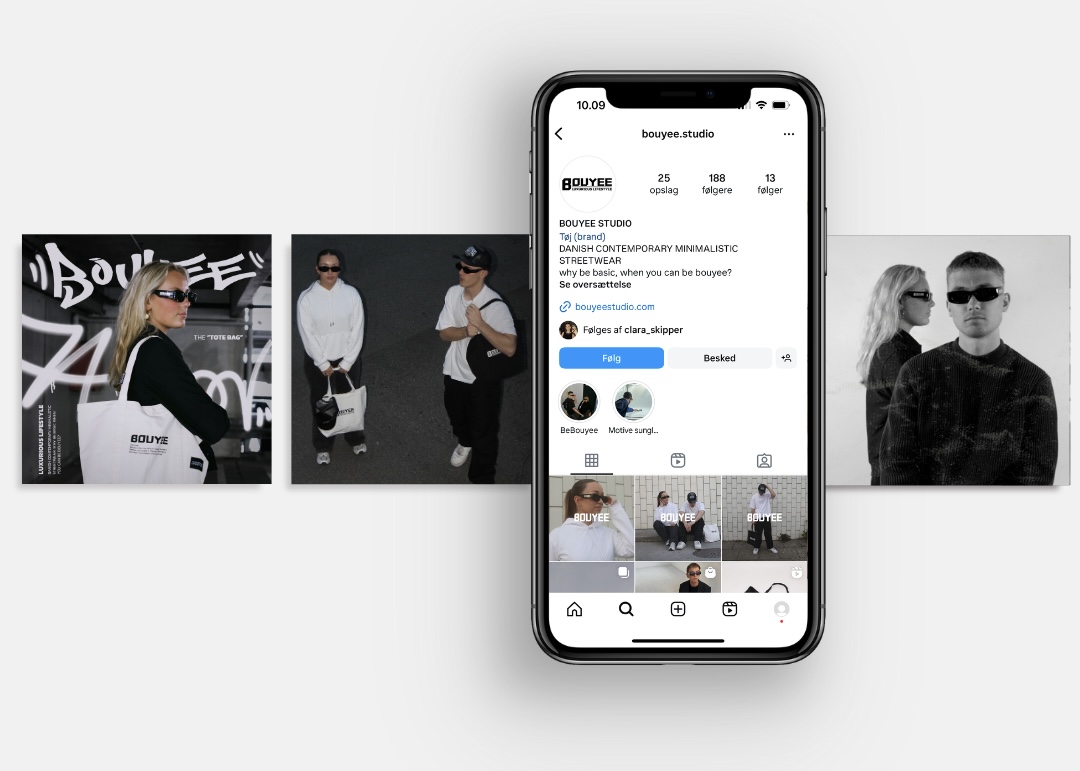 BOUYEE
THE "TOTE BAG"
LUXURIOUS LIFESTYLE
BOUYEE
10.09
bouyee.studio
BOUYEE
LUXURIOUS LIFESTYLE
25
opslag
188
følgere
13
følger
BOUYEE STUDIO
Tøj (brand)
DANISH CONTEMPORARY MINIMALISTIC
STREETWEAR
why be basic, when you can be bouyee?
Se oversættelse
bouyeestudio.com
Følges af clara_skipper
Følg
Besked
BeBouyee
Motive sungl...
BOUYEE
BOUYEE
BOUYEE